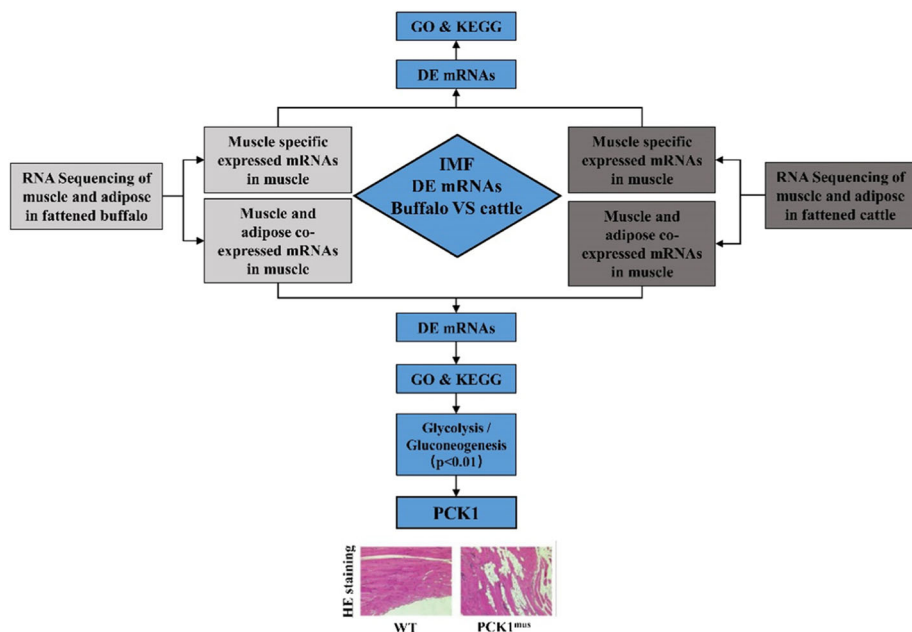 GO & KEGG
DE mRNAs
Muscle specific
expressed mRNAs
in muscle
IMF
DE mRNAs
Buffalo VS cattle
Muscle specific
expressed mRNAs
in muscle
RNA Sequencing of
muscle and adipose
in fattened buffalo
RNA Sequencing of
muscle and adipose
in fattened cattle
Muscle and
adipose co-
expressed mRNAs
in muscle
Muscle and
adipose co-
expressed mRNAs
in muscle
DE mRNAs
GO & KEGG
Glycolysis /
Gluconeogenesis
(p<0.01)
PCK1
HE staining
WT
PCK1mus